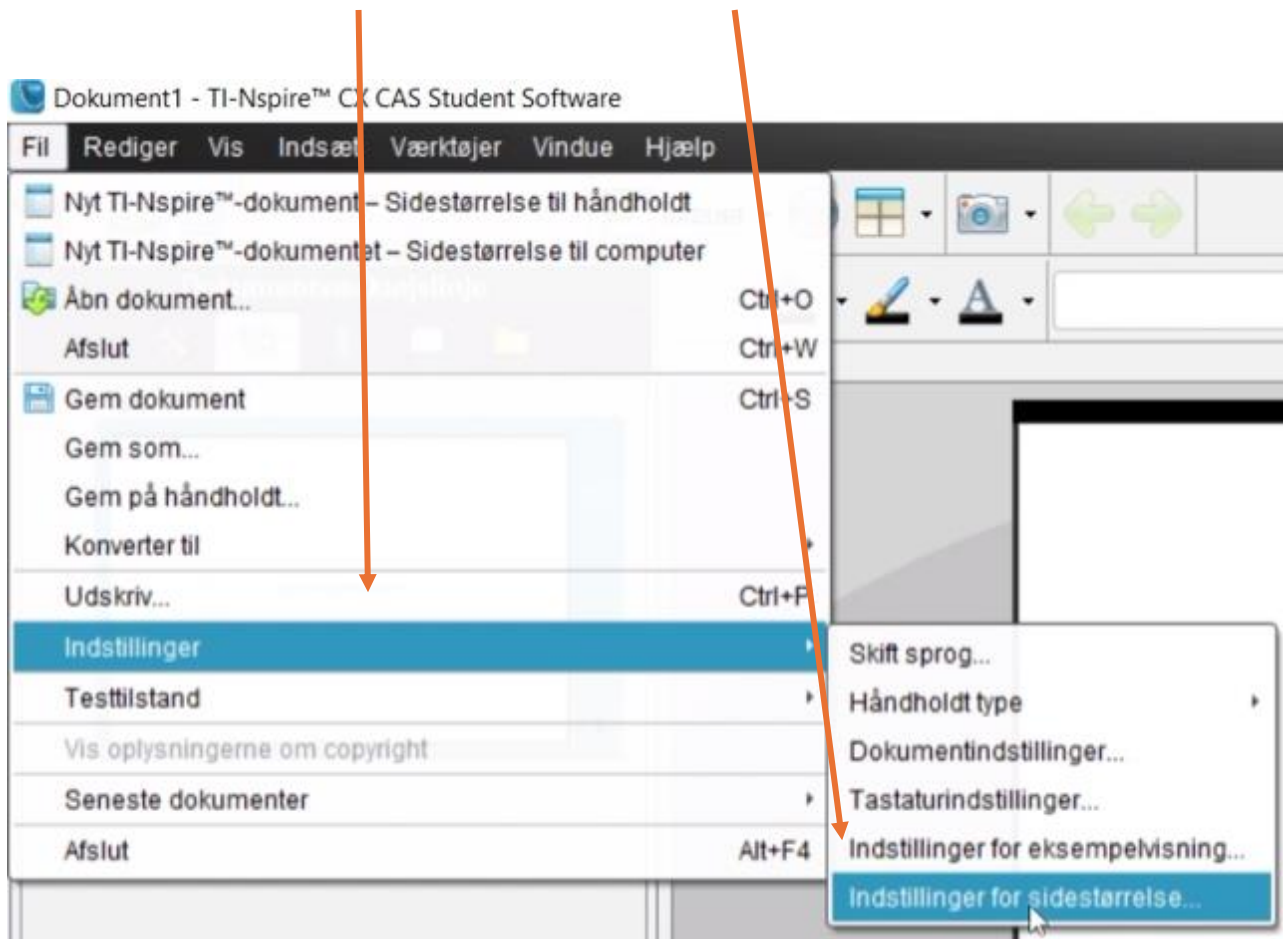 Dokument1 - TI-Nspire™ CX CAS Student Software
Fil Rediger Vis Indsæt Værktøjer Vindue Hjælp
Nyt TI-Nspire™-dokument – Sidestørrelse til håndholdt
Nyt TI-Nspire™-dokumentet – Sidestørrelse til computer
Åbn dokument... Ctrl+O
Afslut Ctrl+W
Gem dokument Ctrl+S
Gem som...
Gem på håndholdt...
Konverter til
Udskriv... Ctrl+P
Indstillinger
Testtilstand
Vis oplysningerne om copyright
Seneste dokumenter
Afslut Alt+F4
Skift sprog...
Håndholdt type
Dokumentindstillinger...
Tastaturindstillinger...
Indstillinger for eksempelvisning...
Indstillinger for sidestørrelse...